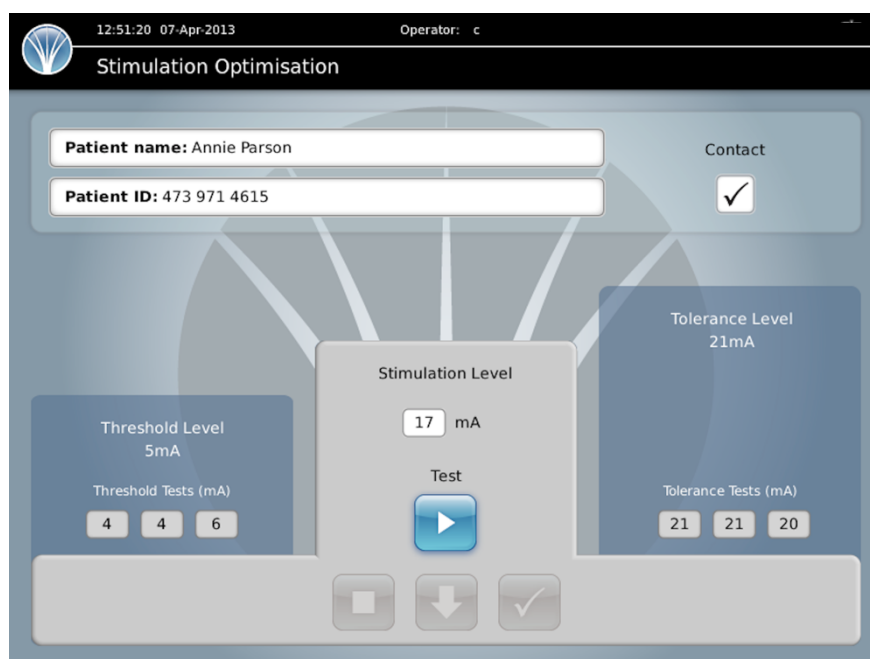 12:51:20 07-Apr-2013 Operator: c
Stimulation Optimisation
Patient name: Annie Parson
Contact
Patient ID: 473 971 4615
Tolerance Level
21mA
Stimulation Level
17 mA
Threshold Level
5mA
Test
Threshold Tests (mA)
4 4 6
Tolerance Tests (mA)
21 21 20